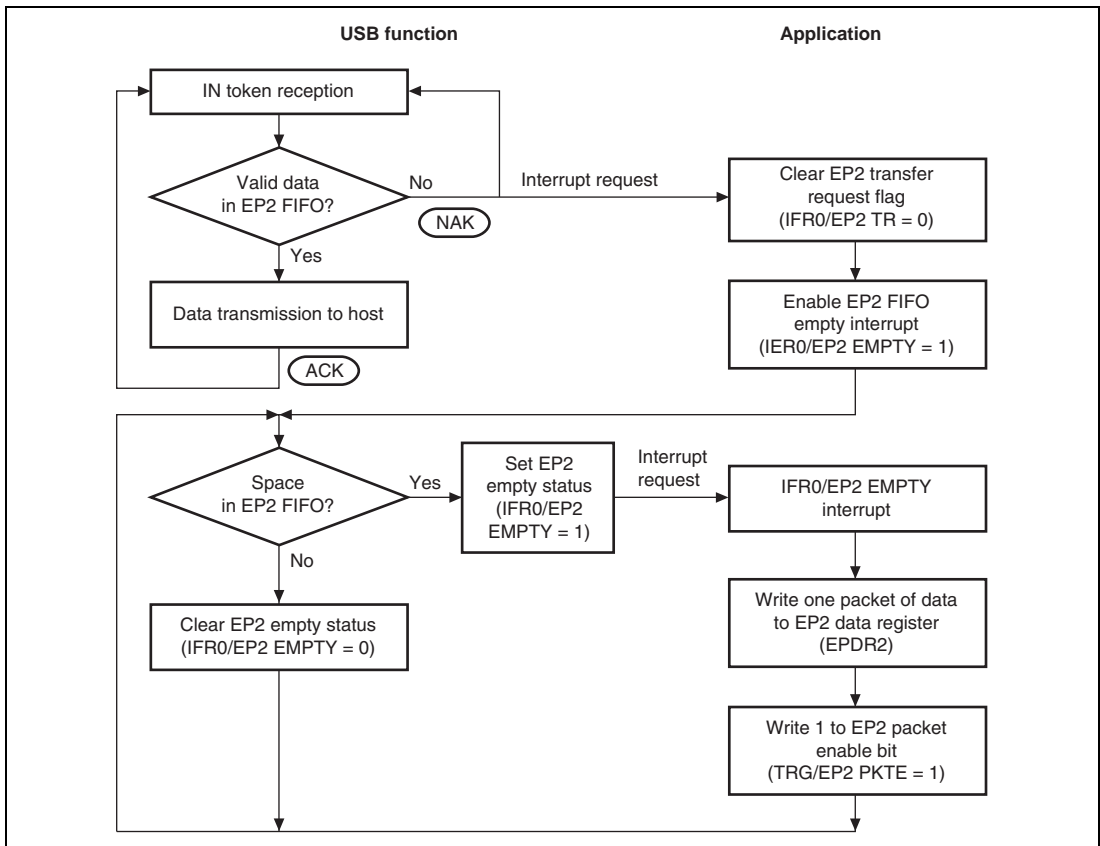 USB function
Application
IN token reception
Valid data
in EP2 FIFO?
No
NAK
Interrupt request
Clear EP2 transfer
request flag
(IFR0/EP2 TR = 0)
Yes
Data transmission to host
ACK
Enable EP2 FIFO
empty interrupt
(IER0/EP2 EMPTY = 1)
Space
in EP2 FIFO?
Yes
Set EP2
empty status
(IFR0/EP2
EMPTY = 1)
Interrupt
request
IFR0/EP2 EMPTY
interrupt
No
Clear EP2 empty status
(IFR0/EP2 EMPTY = 0)
Write one packet of data
to EP2 data register
(EPDR2)
Write 1 to EP2 packet
enable bit
(TRG/EP2 PKTE = 1)